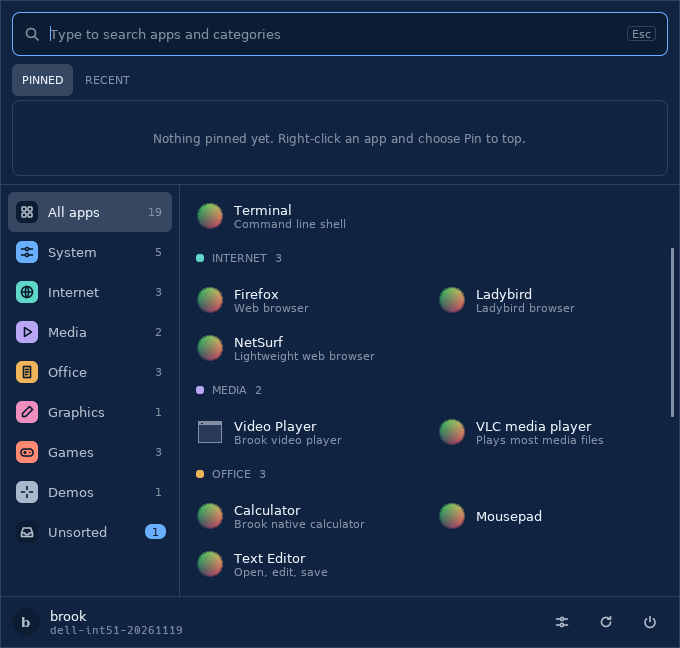 Type to search apps and categories
Esc
PINNED
RECENT
Nothing pinned yet. Right-click an app and choose Pin to top.
All apps 19
System 5
Internet 3
Media 2
Office 3
Graphics 1
Games 3
Demos 1
Unsorted 1
Terminal
Command line shell
INTERNET 3
Firefox
Web browser
Ladybird
Ladybird browser
NetSurf
Lightweight web browser
MEDIA 2
Video Player
Brook video player
VLC media player
Plays most media files
OFFICE 3
Calculator
Brook native calculator
Mousepad
Text Editor
Open, edit, save
b
brook
dell-int51-20261119